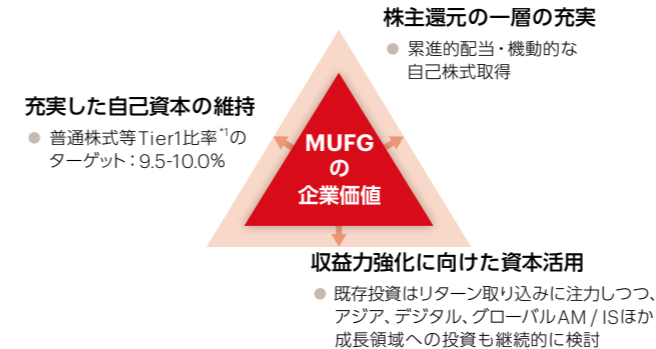 株主還元の一層の充実
● 累進的配当・機動的な
自己株式取得
充実した自己資本の維持
● 普通株式等Tier1比率*1の
ターゲット：9.5-10.0%
MUFG
の
企業価値
収益力強化に向けた資本活用
● 既存投資はリターン取り込みに注力しつつ、
アジア、デジタル、グローバルAM / ISほか
成長領域への投資も継続的に検討